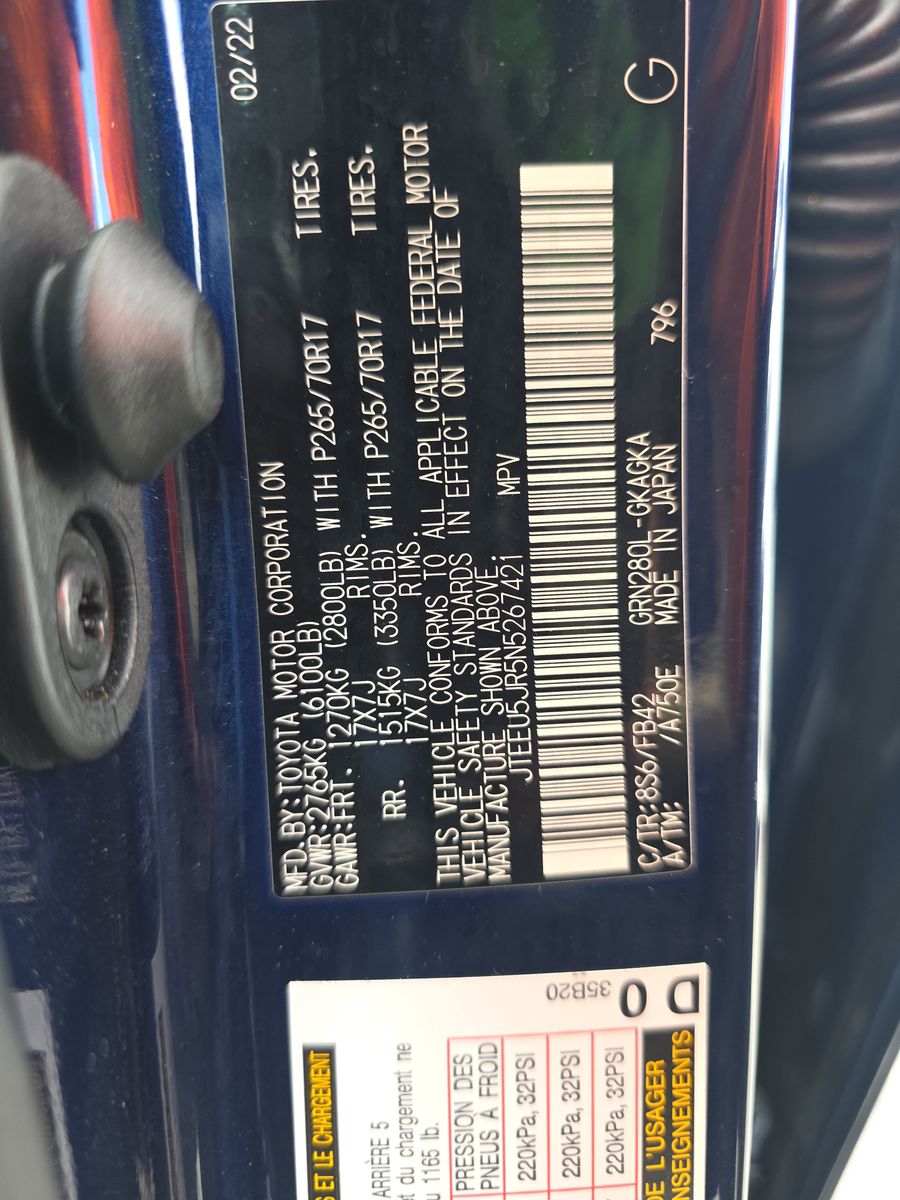 02/22
MFD.BY:TOYOTA MOTOR CORPORATION
GVWR:2765KG (6100LB)
GAWR:FRT. 1270KG (2800LB) WITH P265/70R17 TIRES.
17X7J RIMS.
RR. 1515KG (3350LB) WITH P265/70R17 TIRES.
17X7J RIMS.
THIS VEHICLE CONFORMS TO ALL APPLICABLE FEDERAL MOTOR
VEHICLE SAFETY STANDARDS IN EFFECT ON THE DATE OF
MANUFACTURE SHOWN ABOVE.
JTEEU5JR5N5267421 MPV
C/TR:8S6/FB42 GRN280L-GKAGKA
A/TM: /A750E MADE IN JAPAN 796 G
ET LE CHARGEMENT
ARRIÈRE 5
et du chargement ne
1165 lb.
PRESSION DES
PNEUS A FROID
220kPa, 32PSI
220kPa, 32PSI
220kPa, 32PSI
DE L'USAGER
35B20